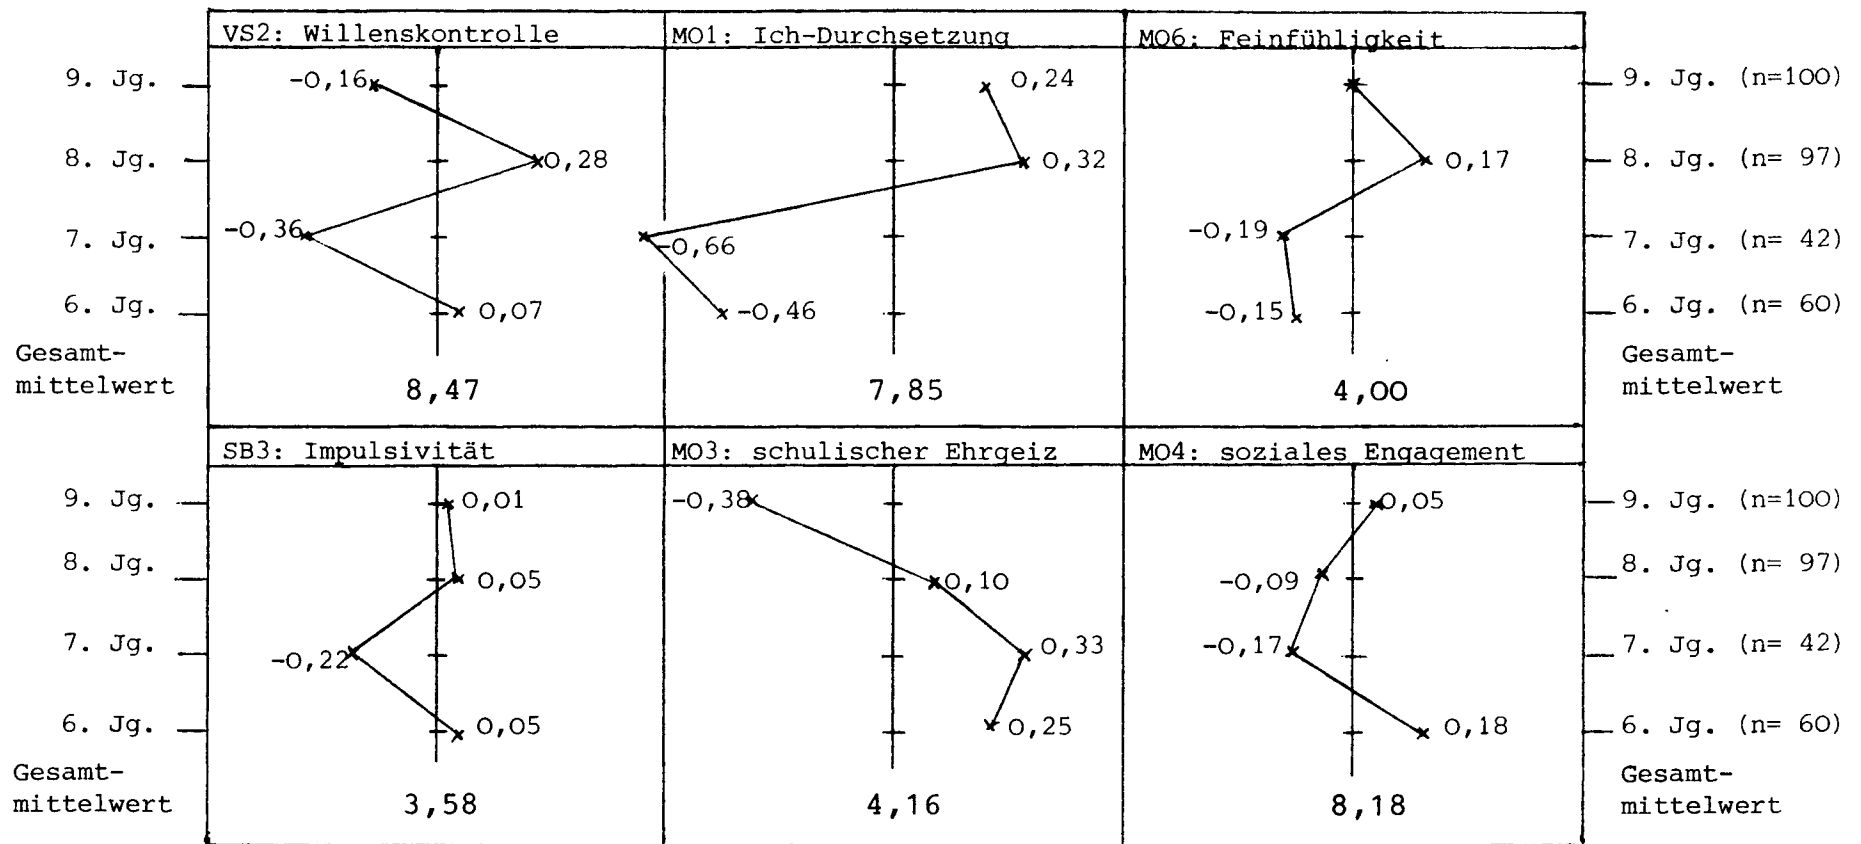 VS2: Willenskontrolle MO1: Ich-Durchsetzung MO6: Feinfühligkeit
9. Jg. -0,16 0,24 9. Jg. (n=100)
8. Jg. 0,28 0,32 0,17 8. Jg. (n= 97)
7. Jg. -0,36 -0,66 -0,19 7. Jg. (n= 42)
6. Jg. 0,07 -0,46 -0,15 6. Jg. (n= 60)
Gesamt- Gesamt-
mittelwert 8,47 7,85 4,00 mittelwert
SB3: Impulsivität MO3: schulischer Ehrgeiz MO4: soziales Engagement
9. Jg. 0,01 -0,38 0,05 9. Jg. (n=100)
8. Jg. 0,05 0,10 -0,09 8. Jg. (n= 97)
7. Jg. -0,22 0,33 -0,17 7. Jg. (n= 42)
6. Jg. 0,05 0,25 0,18 6. Jg. (n= 60)
Gesamt- Gesamt-
mittelwert 3,58 4,16 8,18 mittelwert